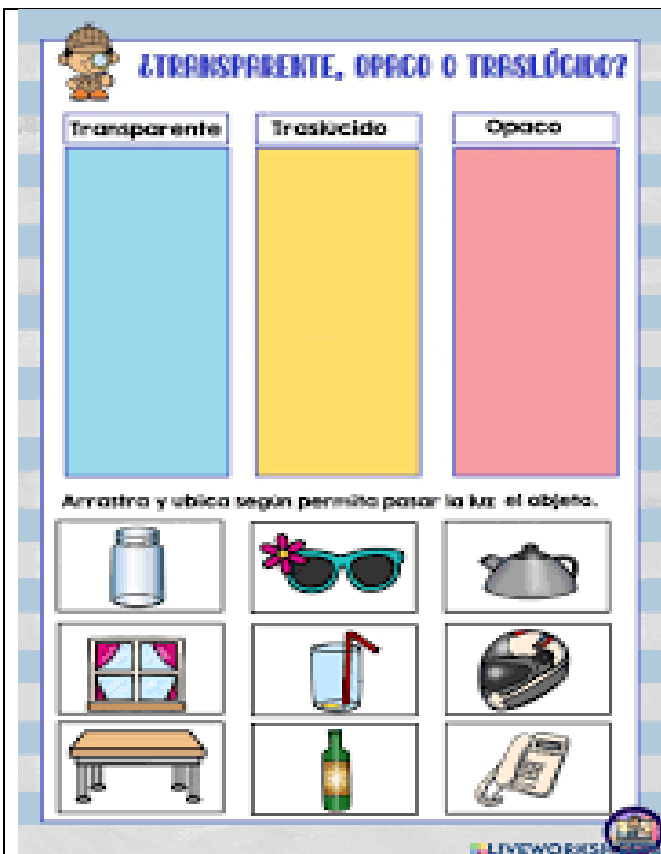 ¿TRANSPARENTE, OPACO O TRASLÚCIDO?
Transparente Traslúcido Opaco
Arrastra y ubica según permita pasar la luz el objeto.
LIVEWORKSHEETS